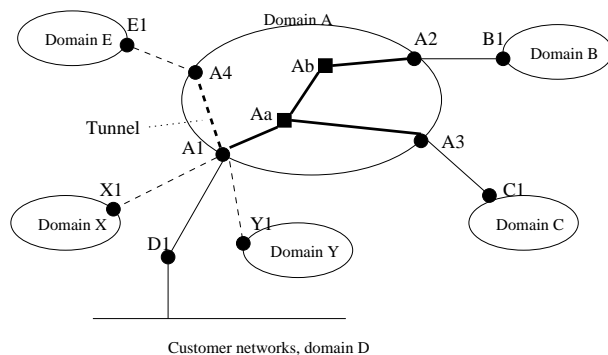 E1
Domain A
Domain E
A4
A2
B1
Domain B
Ab
Tunnel
Aa
A1
A3
X1
C1
Domain X
Y1
Domain C
D1
Domain Y
Customer networks, domain D